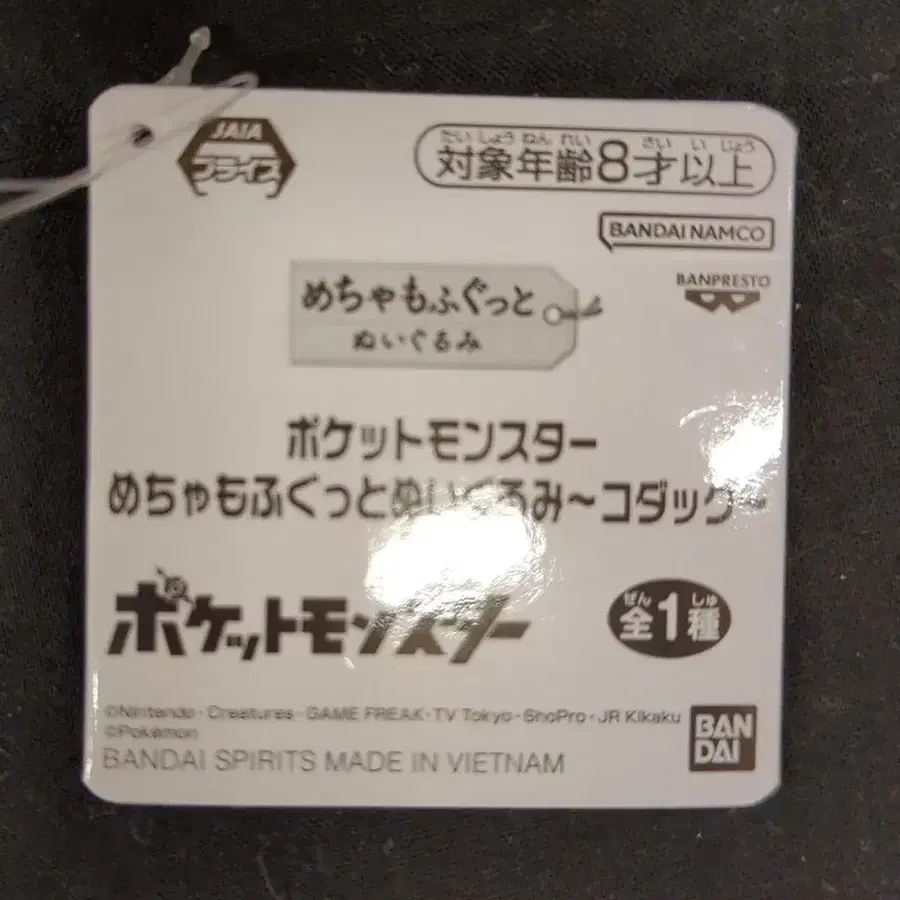 JAIA
プライズ
たいしょうねんれい さいいじょう
対象年齢8才以上
BANDAI NAMCO
BANPRESTO
めちゃもふぐっと
ぬいぐるみ
ポケットモンスター
めちゃもふぐっとぬいぐるみ～コダック～
ポケットモンスター
ぜん しゅ
全1種
©Nintendo・Creatures・GAME FREAK・TV Tokyo・ShoPro・JR Kikaku
©Pokémon
BANDAI SPIRITS MADE IN VIETNAM
BAN
DAI